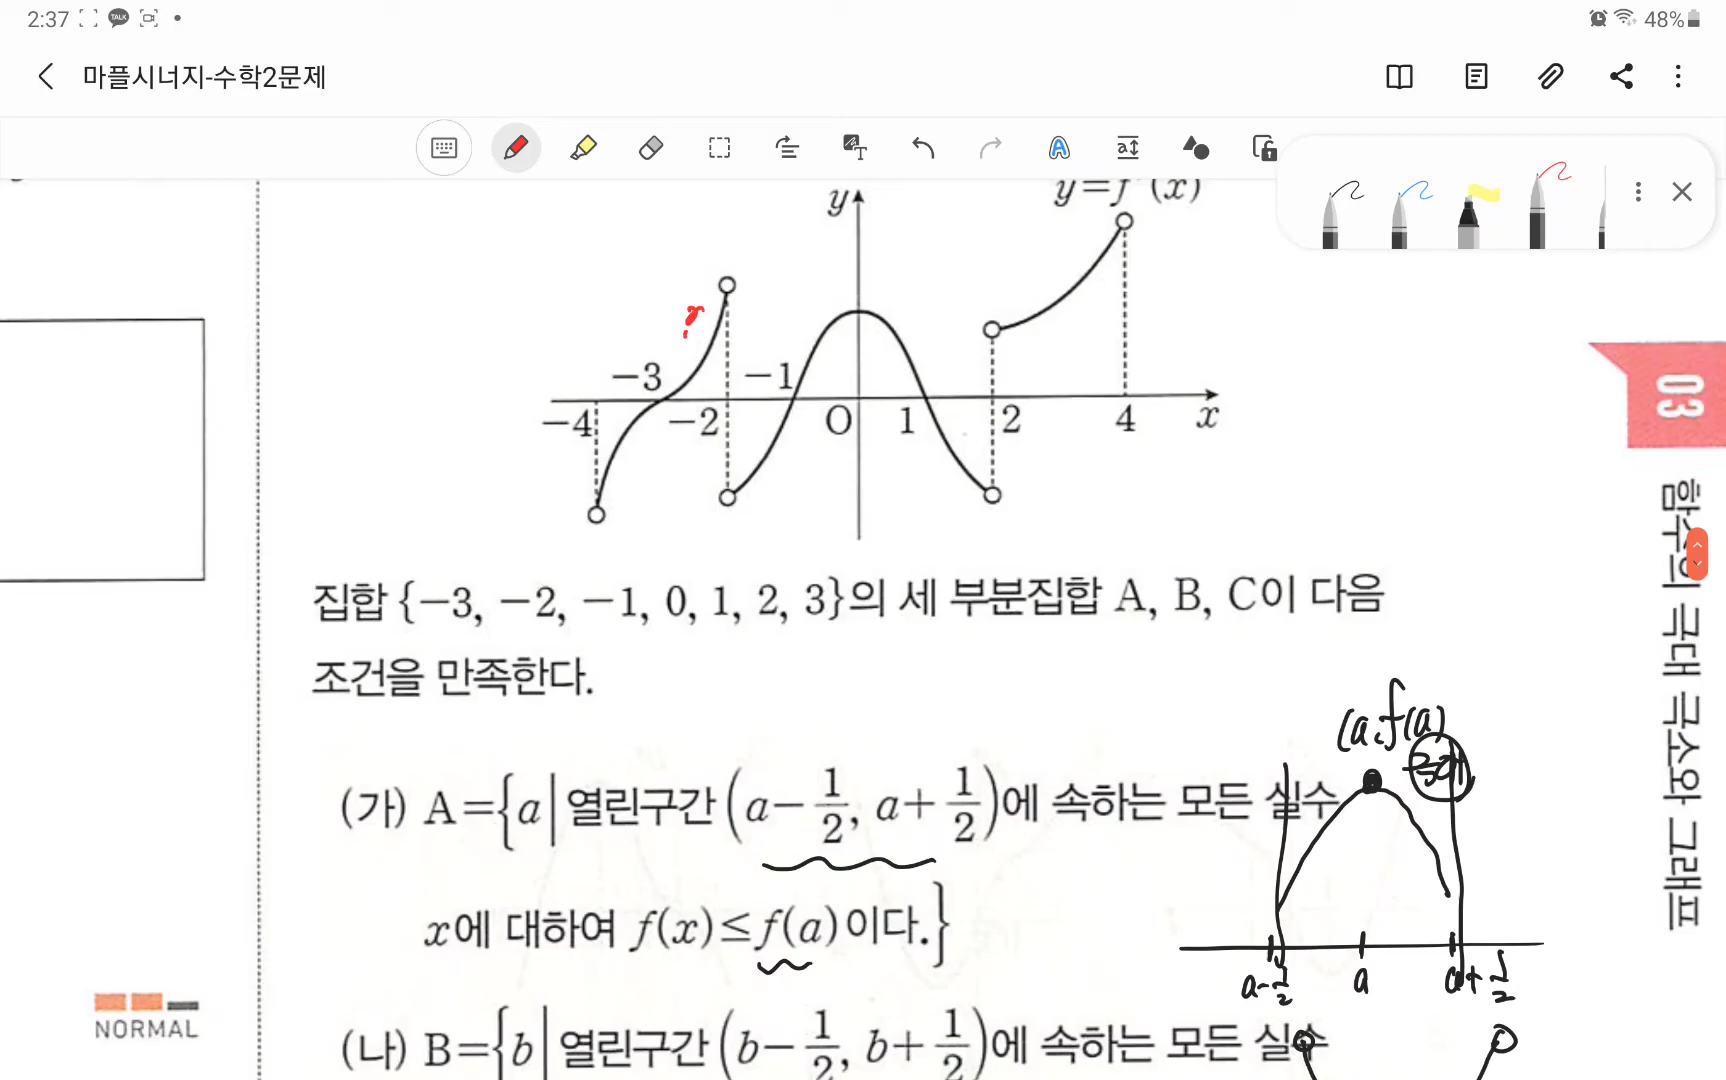 2:37
TALK
48%
마플시너지-수학2문제
y
y=f'(x)
-3
-1
-4
-2
O
1
2
4
x
집합 {-3, -2, -1, 0, 1, 2, 3}의 세 부분집합 A, B, C이 다음
조건을 만족한다.
(a, f(a))
(가) A={a| 열린구간 (a-1/2, a+1/2)에 속하는 모든 실수
x에 대하여 f(x)≤f(a)이다.}
a-1/2
a
a+1/2
(나) B={b| 열린구간 (b-1/2, b+1/2)에 속하는 모든 실수
NORMAL
03
함수의 극대 극소와 그래프